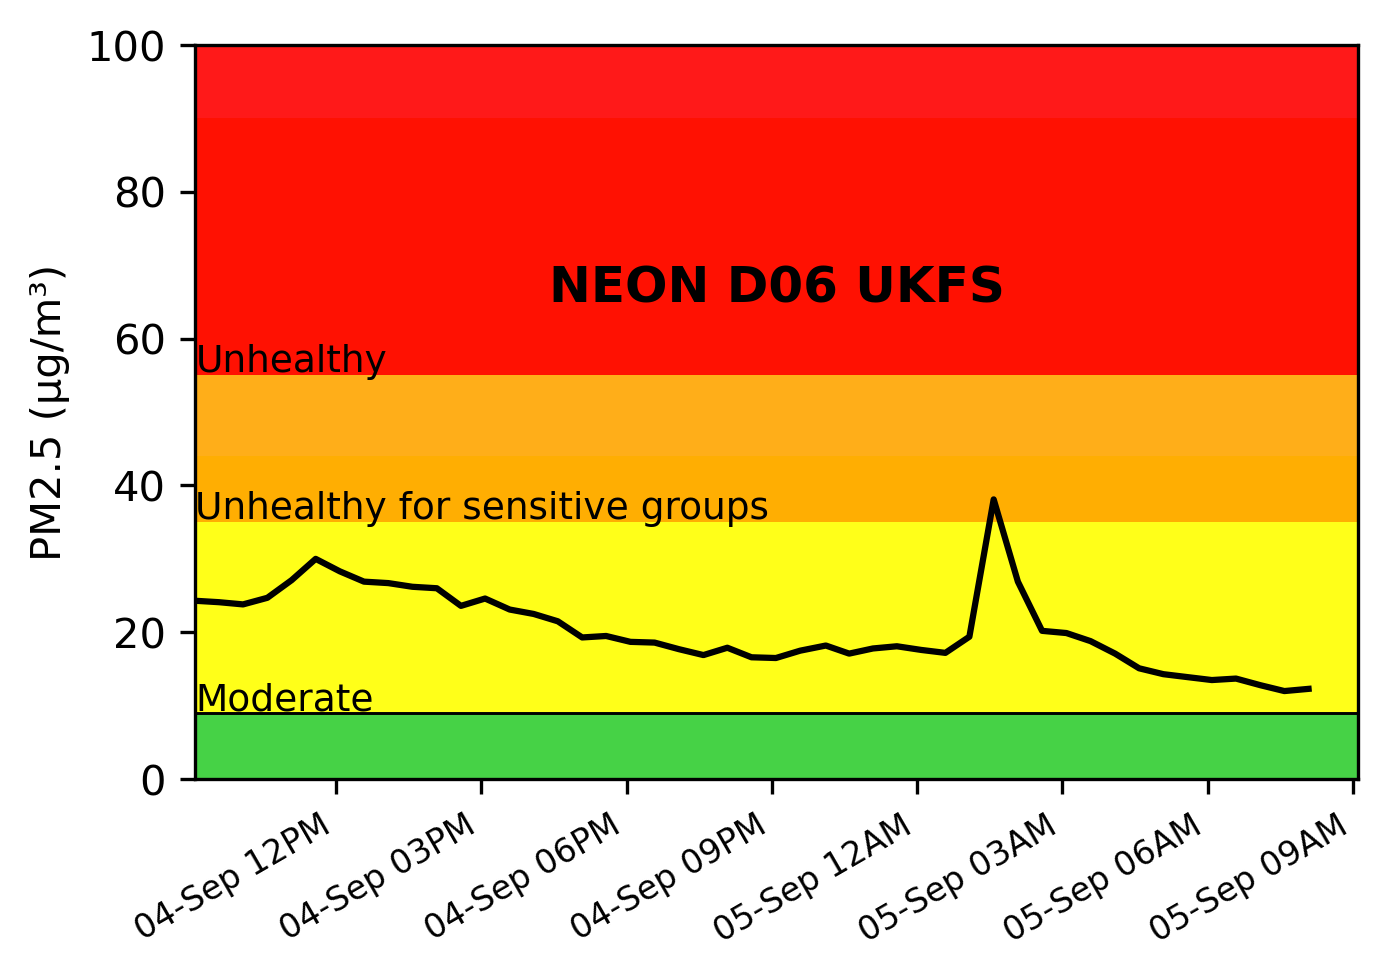 100
80
60
40
20
0
PM2.5 (µg/m³)
NEON D06 UKFS
Unhealthy
Unhealthy for sensitive groups
Moderate
04-Sep 12PM
04-Sep 03PM
04-Sep 06PM
04-Sep 09PM
05-Sep 12AM
05-Sep 03AM
05-Sep 06AM
05-Sep 09AM